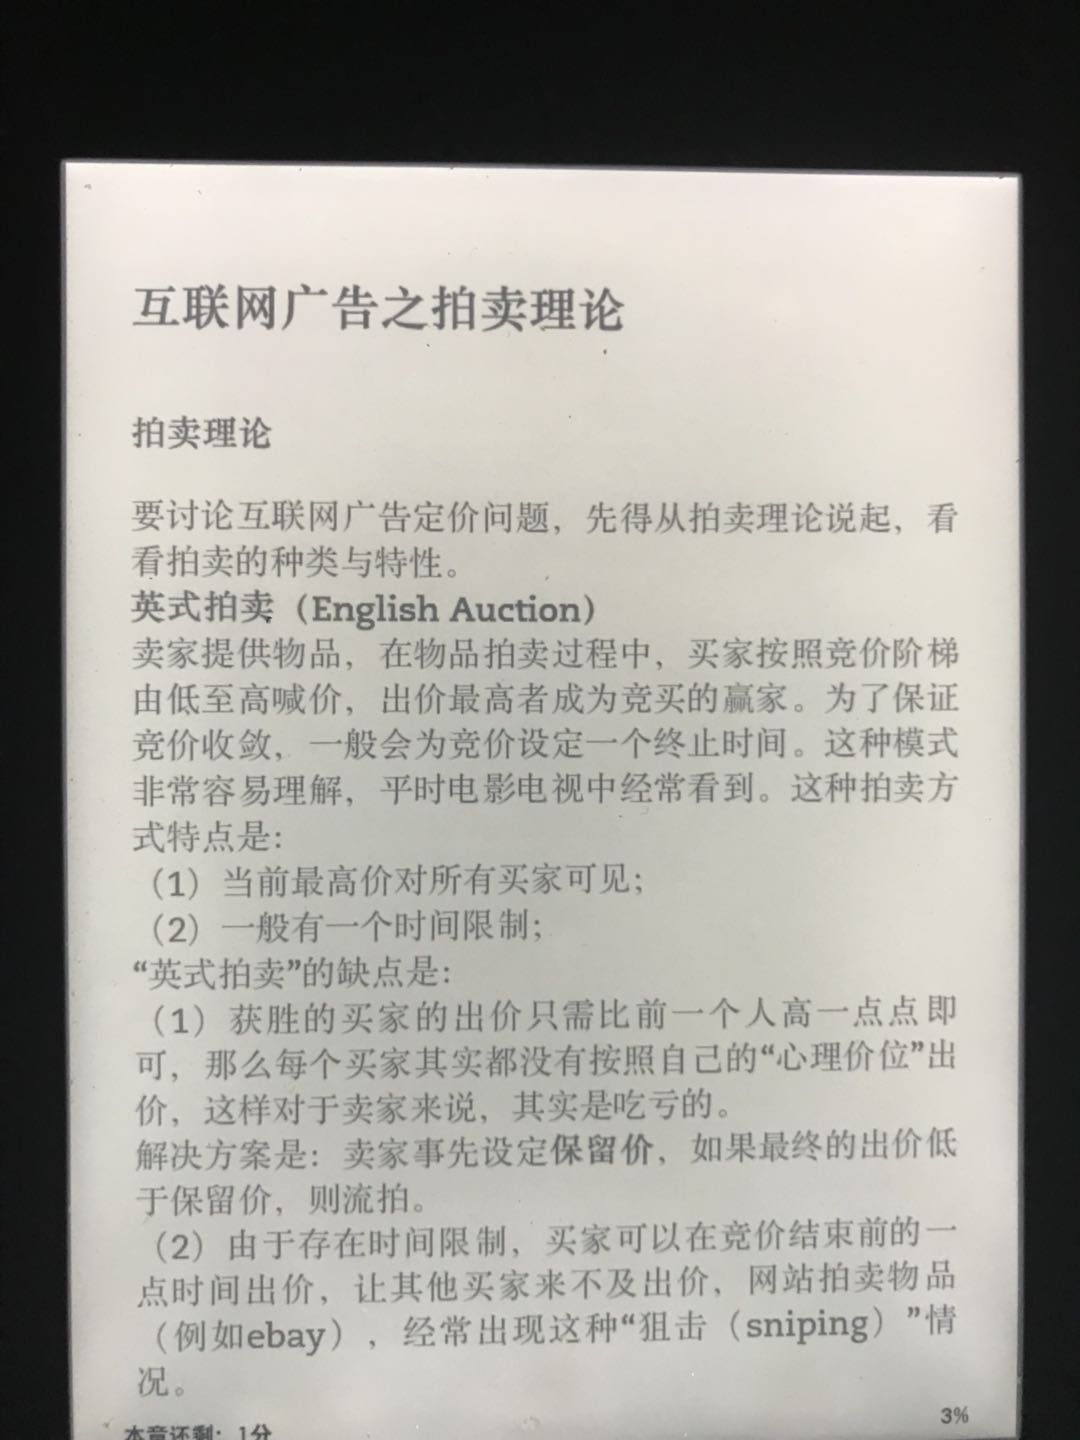 互联网广告之拍卖理论
拍卖理论
要讨论互联网广告定价问题，先得从拍卖理论说起，看
看拍卖的种类与特性。
英式拍卖（English Auction）
卖家提供物品，在物品拍卖过程中，买家按照竞价阶梯
由低至高喊价，出价最高者成为竞买的赢家。为了保证
竞价收敛，一般会为竞价设定一个终止时间。这种模式
非常容易理解，平时电影电视中经常看到。这种拍卖方
式特点是：
（1）当前最高价对所有买家可见；
（2）一般有一个时间限制；
“英式拍卖”的缺点是：
（1）获胜的买家的出价只需比前一个人高一点点即
可，那么每个买家其实都没有按照自己的“心理价位”出
价，这样对于卖家来说，其实是吃亏的。
解决方案是：卖家事先设定保留价，如果最终的出价低
于保留价，则流拍。
（2）由于存在时间限制，买家可以在竞价结束前的一
点时间出价，让其他买家来不及出价，网站拍卖物品
（例如ebay），经常出现这种“狙击（sniping）”情
况。
本章还剩：1分 3%